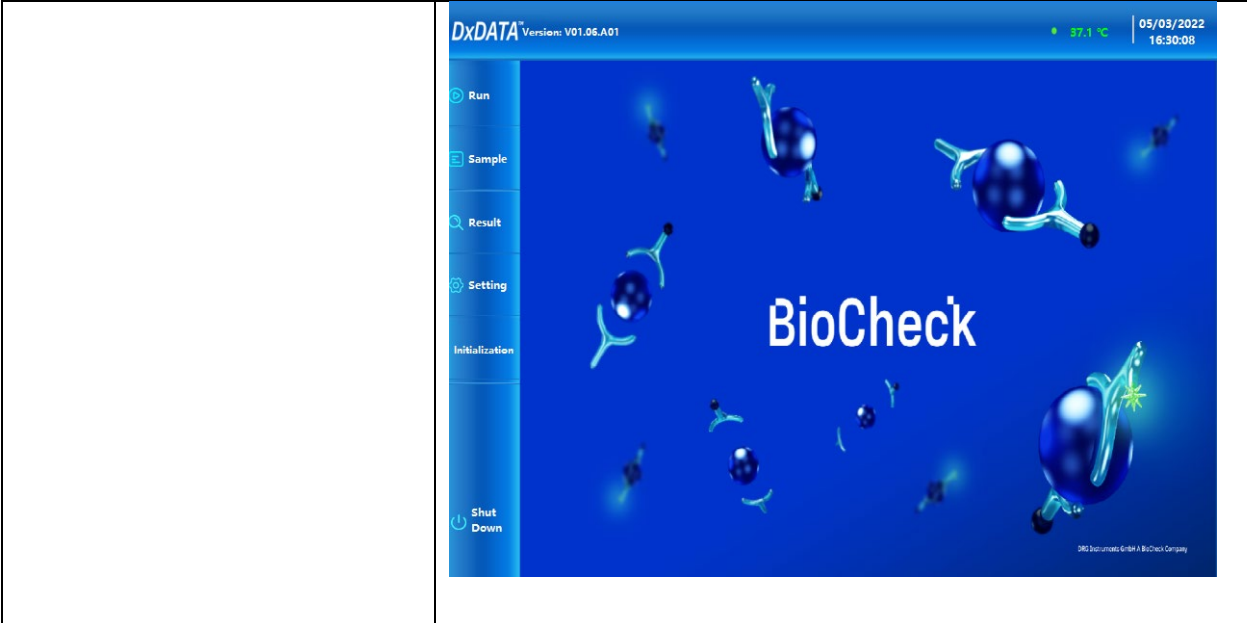 DxDATA™ Version: V01.06.A01
37.1 ℃
05/03/2022
16:30:08
Run
Sample
Result
Setting
Initialization
BioCheck
Shut
Down
DRG Instruments GmbH A BioCheck Company